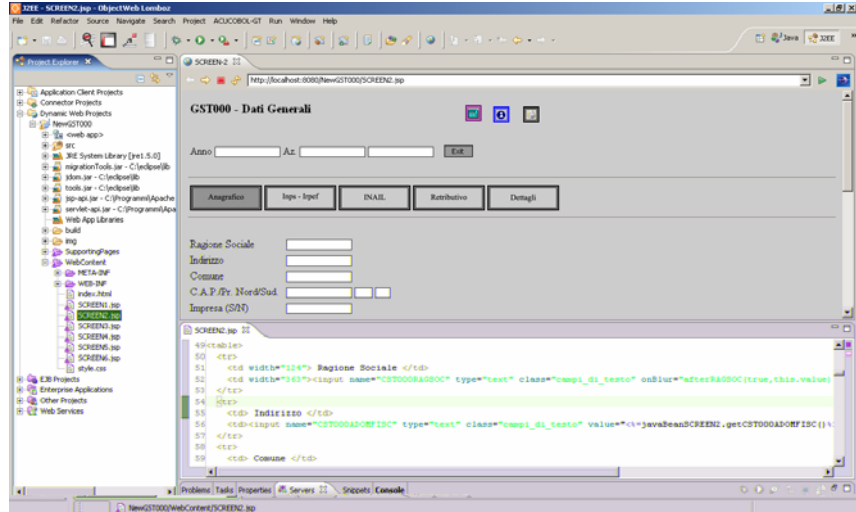 J2EE - SCREEN2.jsp - ObjectWeb Lomboz
File Edit Refactor Source Navigate Search Project ACUCOBOL-GT Run Window Help
Java J2EE
Project Explorer
Application Client Projects
Connector Projects
Dynamic Web Projects
NewGST000
<web app>
src
JRE System Library [jre1.5.0]
migrationTools.jar - C:\eclipse\lib
jdom.jar - C:\eclipse\lib
tools.jar - C:\eclipse\lib
jsp-api.jar - C:\Programmi\Apache
servlet-api.jar - C:\Programmi\Apa
Web App Libraries
build
img
SupportingPages
WebContent
META-INF
WEB-INF
index.html
SCREEN1.jsp
SCREEN2.jsp
SCREEN3.jsp
SCREEN4.jsp
SCREEN5.jsp
SCREEN6.jsp
style.css
EJB Projects
Enterprise Applications
Other Projects
Web Services
SCREEN-2
http://localhost:8080/NewGST000/SCREEN2.jsp
GST000 - Dati Generali
Anno Az. Exit
Anagrafico Inps - Irpef INAIL Retributivo Dettagli
Ragione Sociale
Indirizzo
Comune
C.A.P./Pr. Nord/Sud
Impresa (S/N)
SCREEN2.jsp
49 <table>
50 <tr>
51 <td width="124"> Ragione Sociale </td>
52 <td width="363"><input name="CST000RAGSOC" type="text" class="campi_di_testo" onBlur="afterRAGSOC(true,this.value)
53 </tr>
54 <tr>
55 <td> Indirizzo </td>
56 <td><input name="CST000ADOMFISC" type="text" class="campi_di_testo" value="<%=javaBeanSCREEN2.getCST000ADOMFISC()%
57 </tr>
58 <tr>
59 <td> Comune </td>
Problems Tasks Properties Servers Snippets Console
NewGST000/WebContent/SCREEN2.jsp